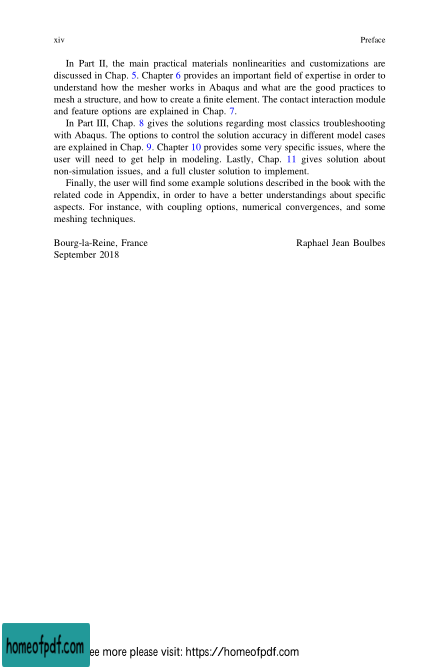 xiv Preface
In Part II, the main practical materials nonlinearities and customizations are
discussed in Chap. 5. Chapter 6 provides an important field of expertise in order to
understand how the mesher works in Abaqus and what are the good practices to
mesh a structure, and how to create a finite element. The contact interaction module
and feature options are explained in Chap. 7.
In Part III, Chap. 8 gives the solutions regarding most classics troubleshooting
with Abaqus. The options to control the solution accuracy in different model cases
are explained in Chap. 9. Chapter 10 provides some very specific issues, where the
user will need to get help in modeling. Lastly, Chap. 11 gives solution about
non-simulation issues, and a full cluster solution to implement.
Finally, the user will find some example solutions described in the book with the
related code in Appendix, in order to have a better understandings about specific
aspects. For instance, with coupling options, numerical convergences, and some
meshing techniques.
Bourg-la-Reine, France Raphael Jean Boulbes
September 2018
homeofpdf.com ee more please visit: https://homeofpdf.com